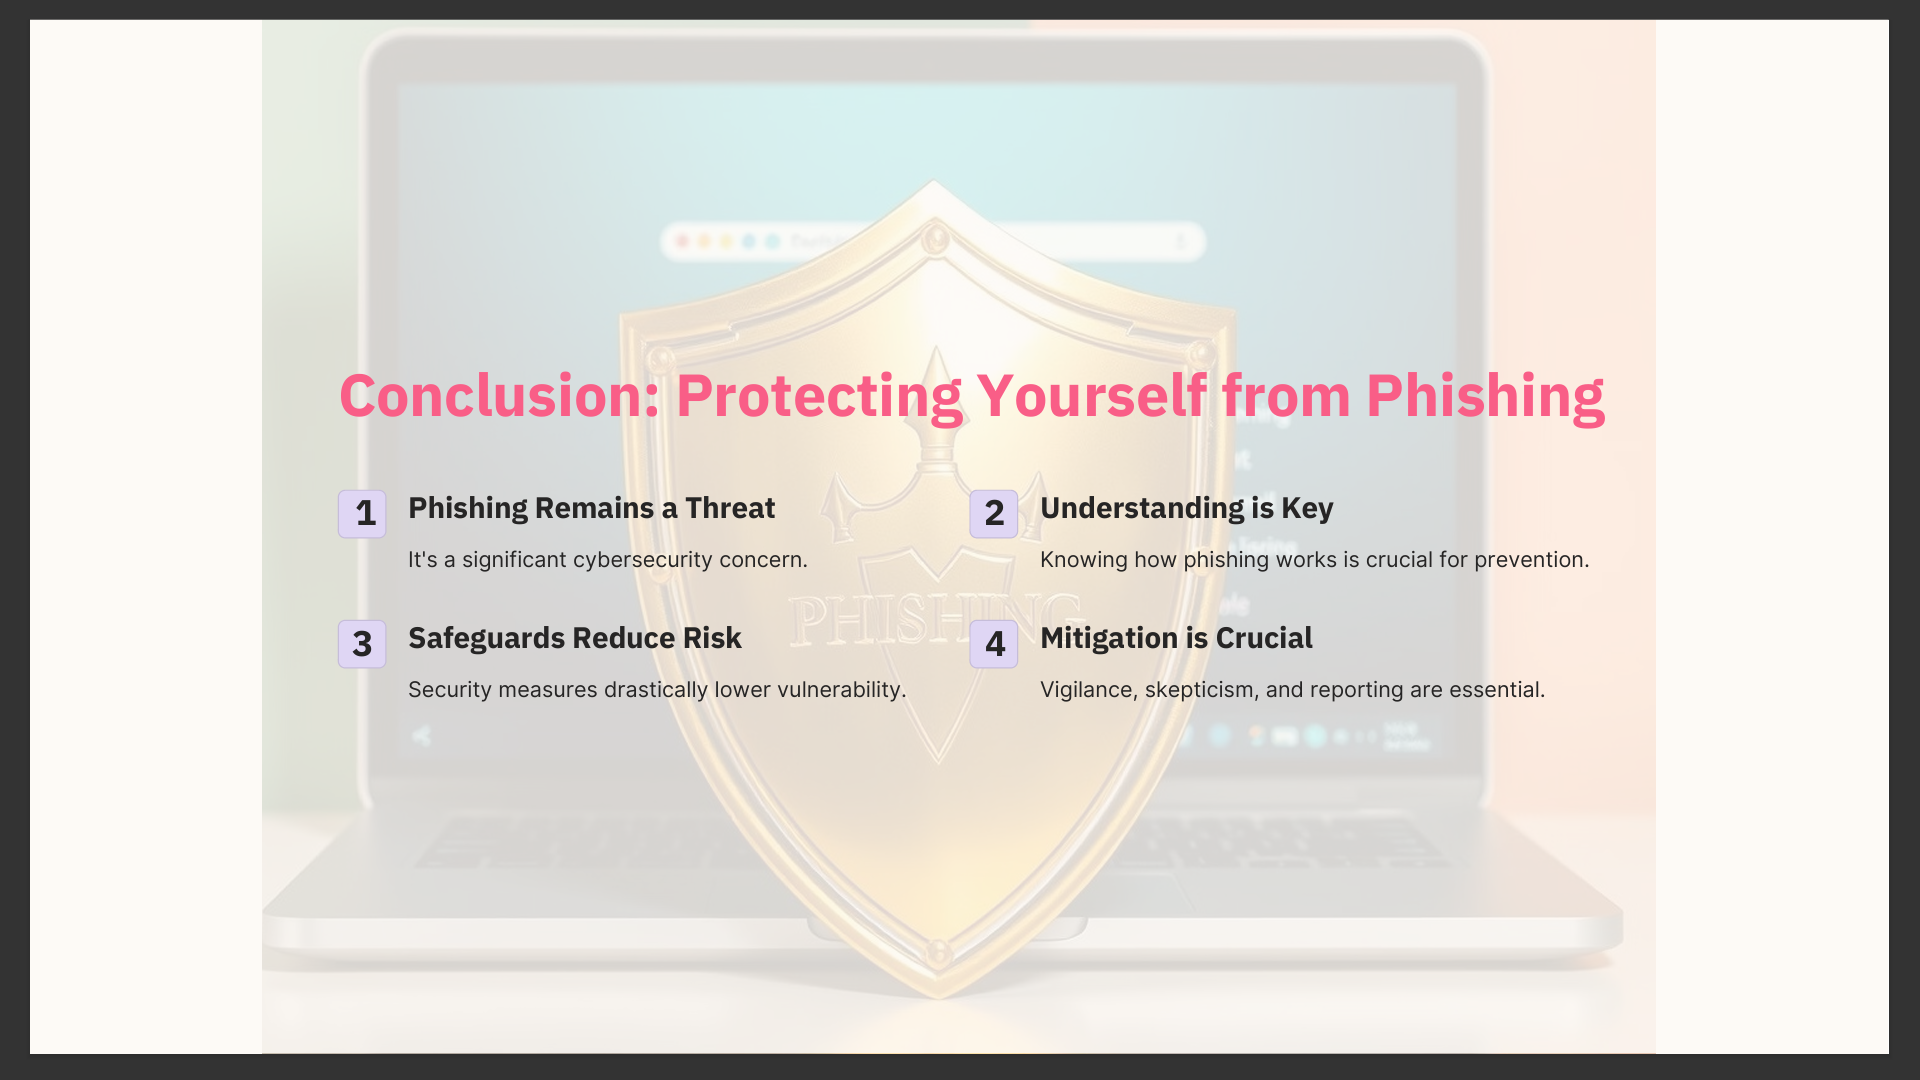 Conclusion: Protecting Yourself from Phishing
1 Phishing Remains a Threat
It's a significant cybersecurity concern.
2 Understanding is Key
Knowing how phishing works is crucial for prevention.
3 Safeguards Reduce Risk
Security measures drastically lower vulnerability.
4 Mitigation is Crucial
Vigilance, skepticism, and reporting are essential.
PHISHING